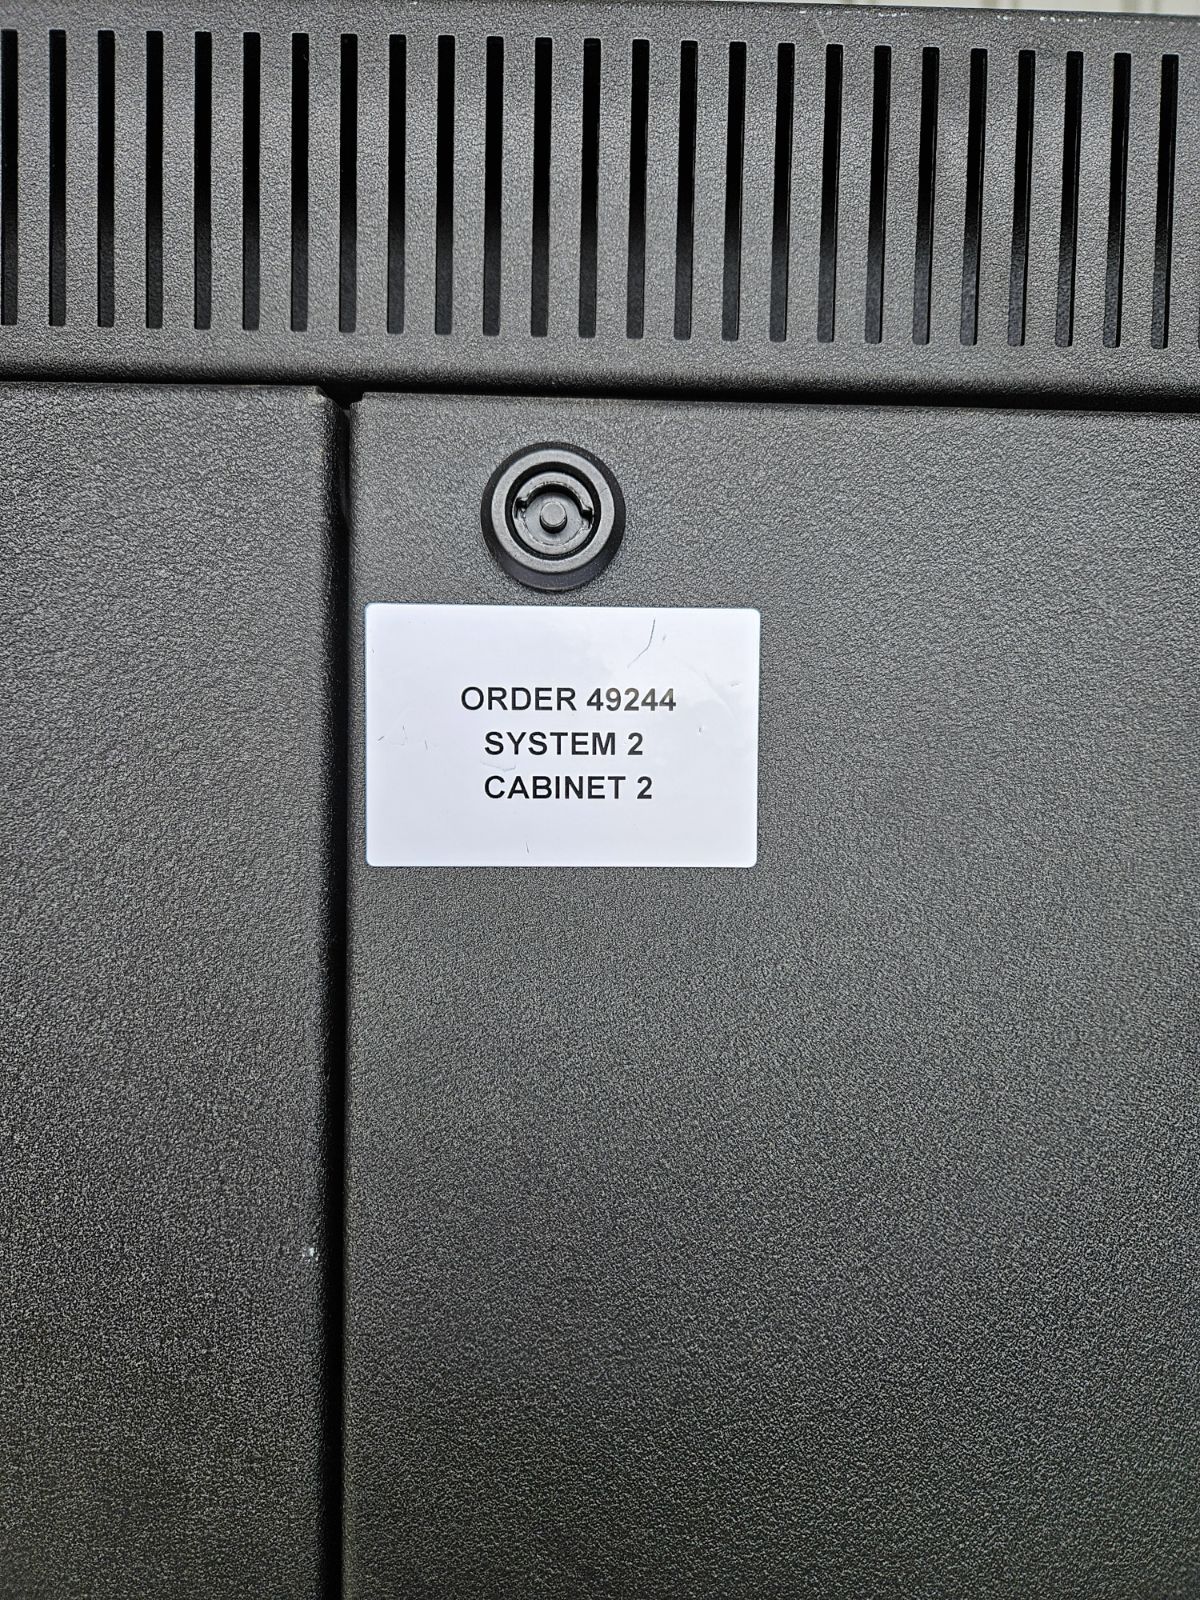 ORDER 49244
SYSTEM 2
CABINET 2